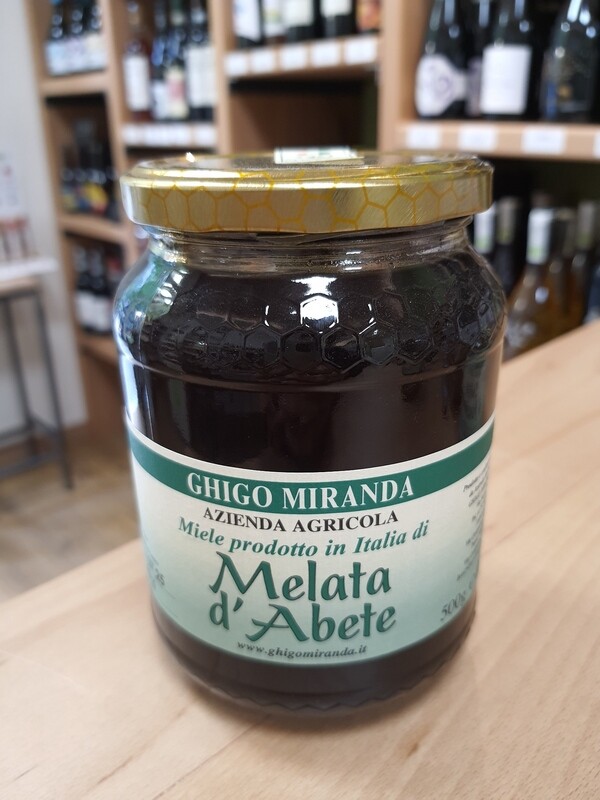 GHIGO MIRANDA
AZIENDA AGRICOLA
Miele prodotto in Italia di
Melata
d'Abete
www.ghigomiranda.it
500g